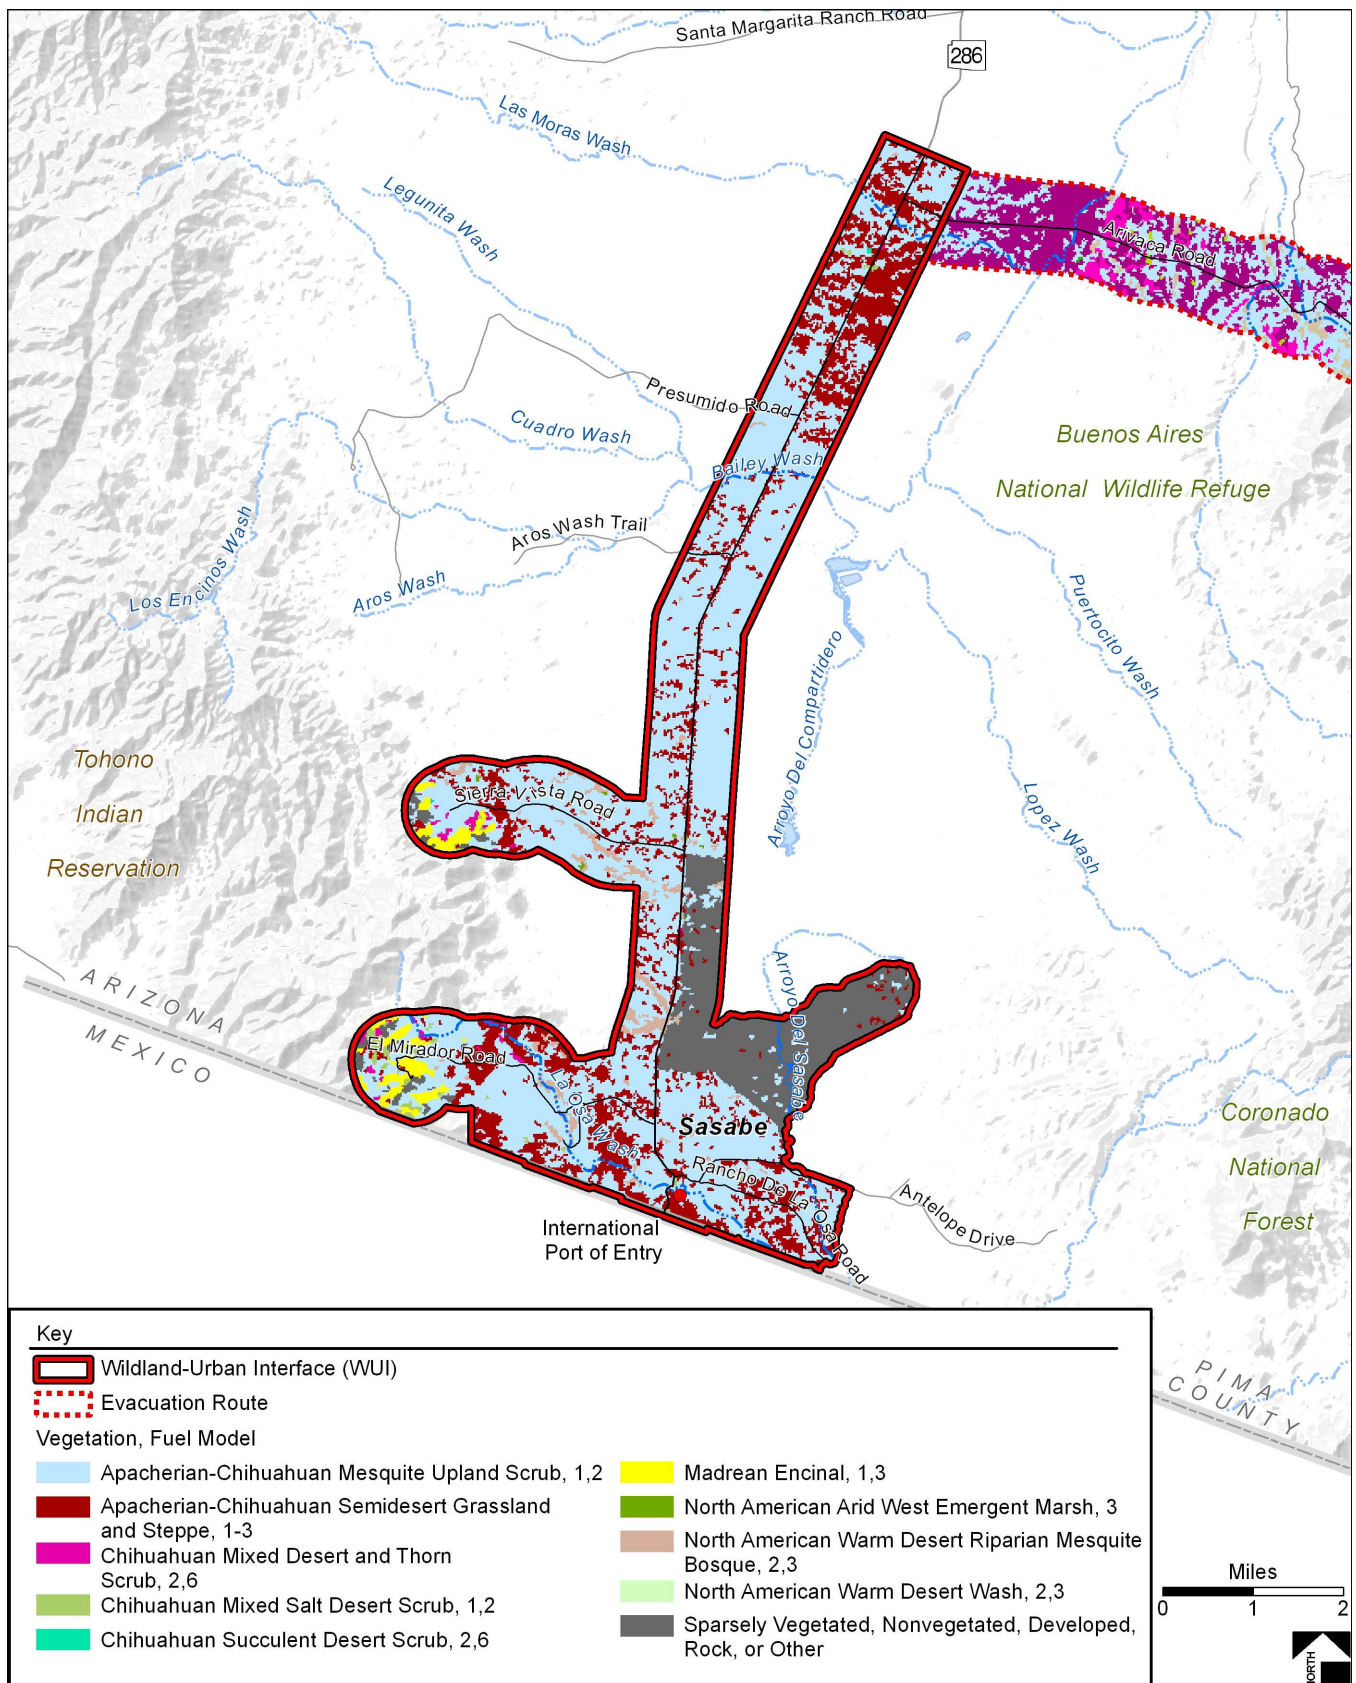 Santa Margarita Ranch Road
286
Las Moras Wash
Legunita Wash
Arivaca Road
Presumido Road
Cuadro Wash
Bailey Wash
Buenos Aires
National Wildlife Refuge
Aros Wash Trail
Los Encinos Wash
Aros Wash
Puertocito Wash
Arroyo Del Compartidero
Tohono
Indian
Reservation
Sierra Vista Road
Lopez Wash
ARIZONA
MEXICO
Arroyo Del Sasabe
El Mirador Road
La Osa Wash
Sasabe
Coronado
National
Forest
Rancho De La Osa Road
Antelope Drive
International
Port of Entry
PIMA
COUNTY
Key
Wildland-Urban Interface (WUI)
Evacuation Route
Vegetation, Fuel Model
Apacherian-Chihuahuan Mesquite Upland Scrub, 1,2
Apacherian-Chihuahuan Semidesert Grassland
and Steppe, 1-3
Chihuahuan Mixed Desert and Thorn
Scrub, 2,6
Chihuahuan Mixed Salt Desert Scrub, 1,2
Chihuahuan Succulent Desert Scrub, 2,6
Madrean Encinal, 1,3
North American Arid West Emergent Marsh, 3
North American Warm Desert Riparian Mesquite
Bosque, 2,3
North American Warm Desert Wash, 2,3
Sparsely Vegetated, Nonvegetated, Developed,
Rock, or Other
Miles
0 1 2
NORTH